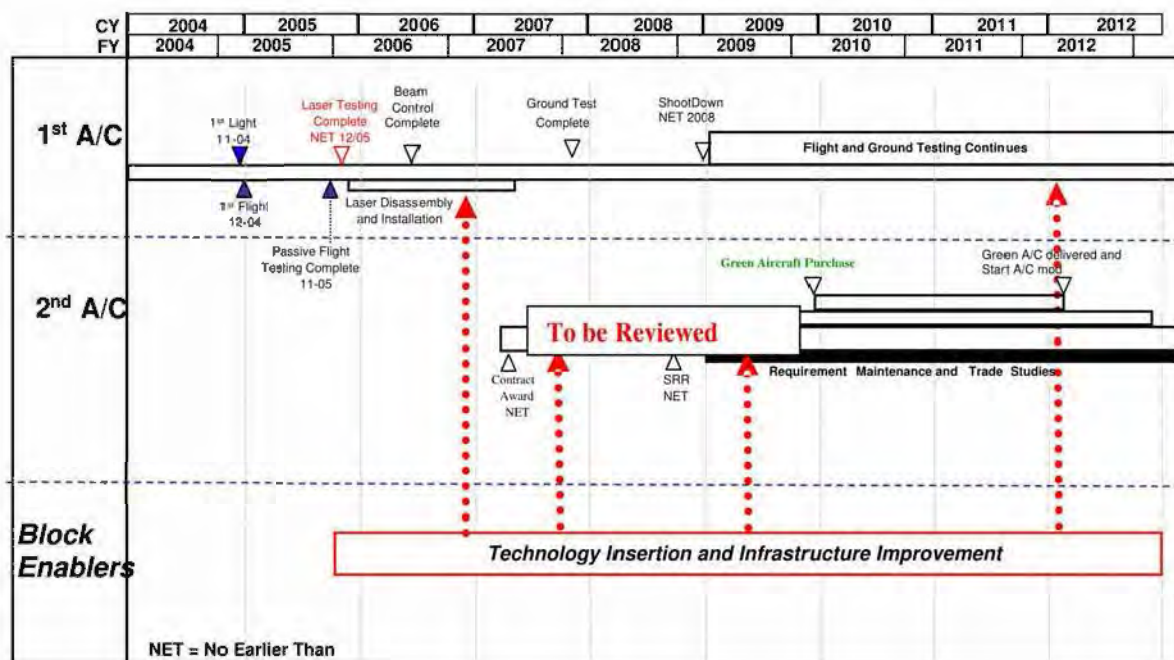 CY 2004 2005 2006 2007 2008 2009 2010 2011 2012
FY 2004 2005 2006 2007 2008 2009 2010 2011 2012
1st A/C
1st Light
11-04
Laser Testing
Complete
NET 12/05
Beam
Control
Complete
Ground Test
Complete
ShootDown
NET 2008
Flight and Ground Testing Continues
1st Flight
12-04
Laser Disassembly
and Installation
Passive Flight
Testing Complete
11-05
2nd A/C
Green Aircraft Purchase
Green A/C delivered and
Start A/C mod
To be Reviewed
Contract
Award
NET
SRR
NET
Requirement Maintenance and Trade Studies
Block
Enablers
Technology Insertion and Infrastructure Improvement
NET = No Earlier Than